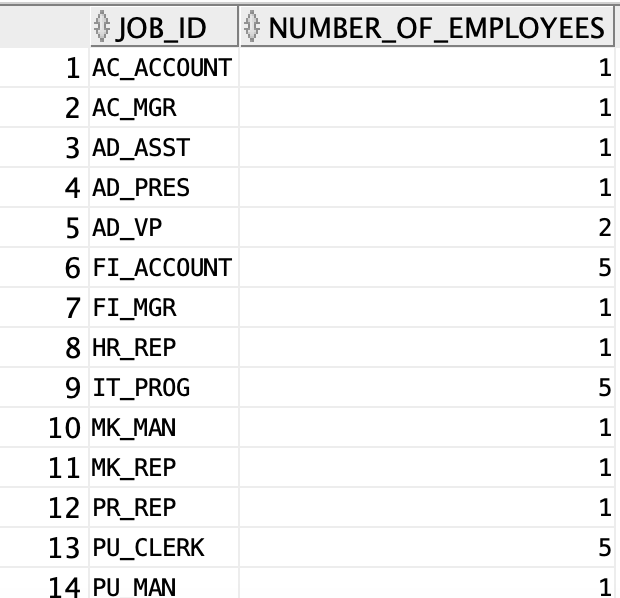 JOB_ID NUMBER_OF_EMPLOYEES
1 AC_ACCOUNT 1
2 AC_MGR 1
3 AD_ASST 1
4 AD_PRES 1
5 AD_VP 2
6 FI_ACCOUNT 5
7 FI_MGR 1
8 HR_REP 1
9 IT_PROG 5
10 MK_MAN 1
11 MK_REP 1
12 PR_REP 1
13 PU_CLERK 5
14 PU_MAN 1